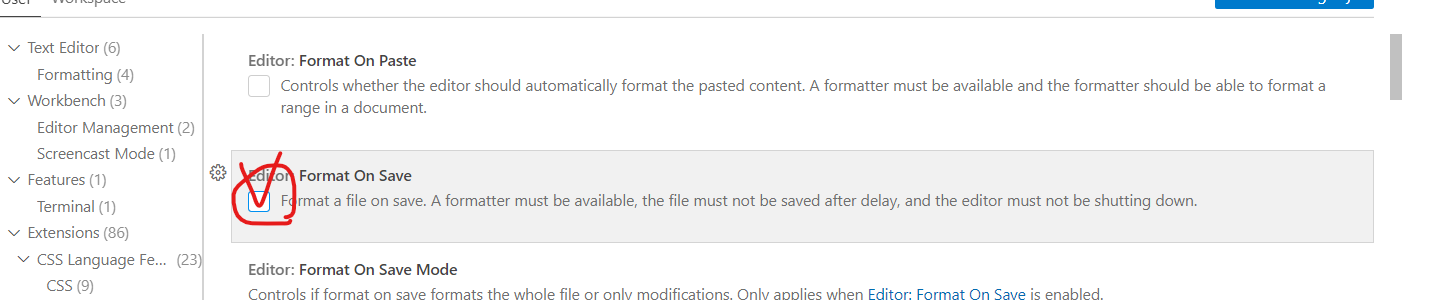 Workspace
Text Editor (6)
Formatting (4)
Workbench (3)
Editor Management (2)
Screencast Mode (1)
Features (1)
Terminal (1)
Extensions (86)
CSS Language Fe... (23)
CSS (9)
Editor: Format On Paste
Controls whether the editor should automatically format the pasted content. A formatter must be available and the formatter should be able to format a
range in a document.
Editor: Format On Save
Format a file on save. A formatter must be available, the file must not be saved after delay, and the editor must not be shutting down.
Editor: Format On Save Mode
Controls if format on save formats the whole file or only modifications. Only applies when Editor: Format On Save is enabled.